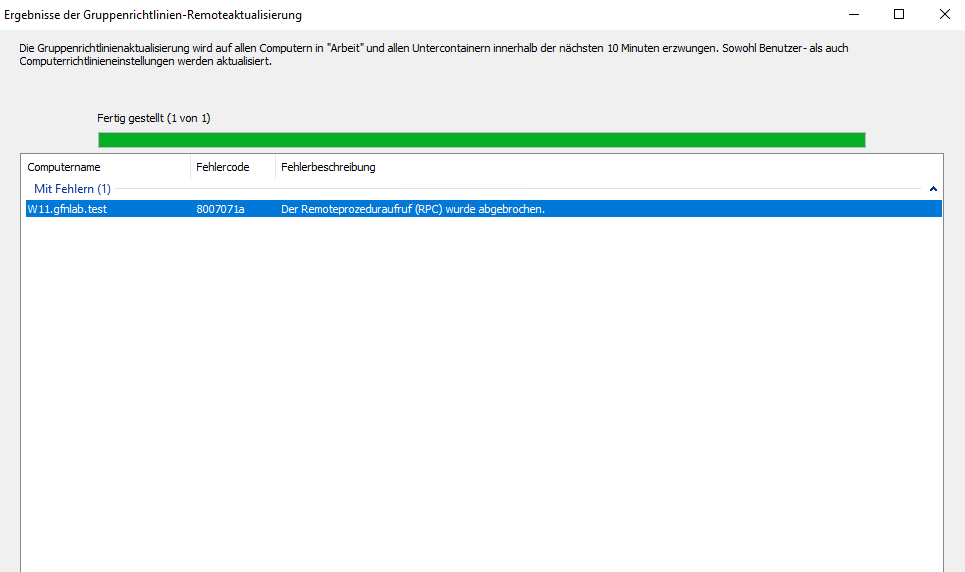 Ergebnisse der Gruppenrichtlinien-Remoteaktualisierung
Die Gruppenrichtlinienaktualisierung wird auf allen Computern in "Arbeit" und allen Untercontainern innerhalb der nächsten 10 Minuten erzwungen. Sowohl Benutzer- als auch
Computerrichtlinieneinstellungen werden aktualisiert.
Fertig gestellt (1 von 1)
Computername Fehlercode Fehlerbeschreibung
Mit Fehlern (1)
W11.gfnlab.test 8007071a Der Remoteprozeduraufruf (RPC) wurde abgebrochen.